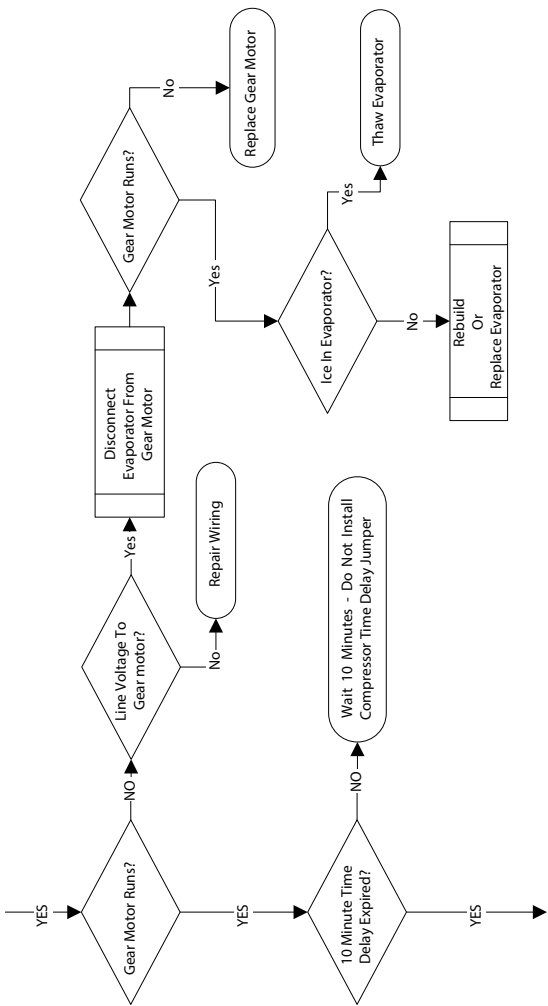 YES
Gear Motor Runs?
NO
Line Voltage To
Gear motor?
Yes
Disconnect
Evaporator From
Gear Motor
Gear Motor Runs?
No
Replace Gear Motor
No
Repair Wiring
Yes
Ice In Evaporator?
Yes
Thaw Evaporator
No
Rebuild
Or
Replace Evaporator
YES
10 Minute Time
Delay Expired?
NO
Wait 10 Minutes - Do Not Install
Compressor Time Delay Jumper
YES